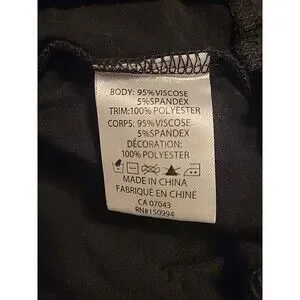 BODY: 95%VISCOSE
5%SPANDEX
TRIM:100% POLYESTER
CORPS: 95%VISCOSE
5%SPANDEX
DÉCORATION:
100% POLYESTER
MADE IN CHINA
FABRIQUÉ EN CHINE
CA 07043
RN#150994